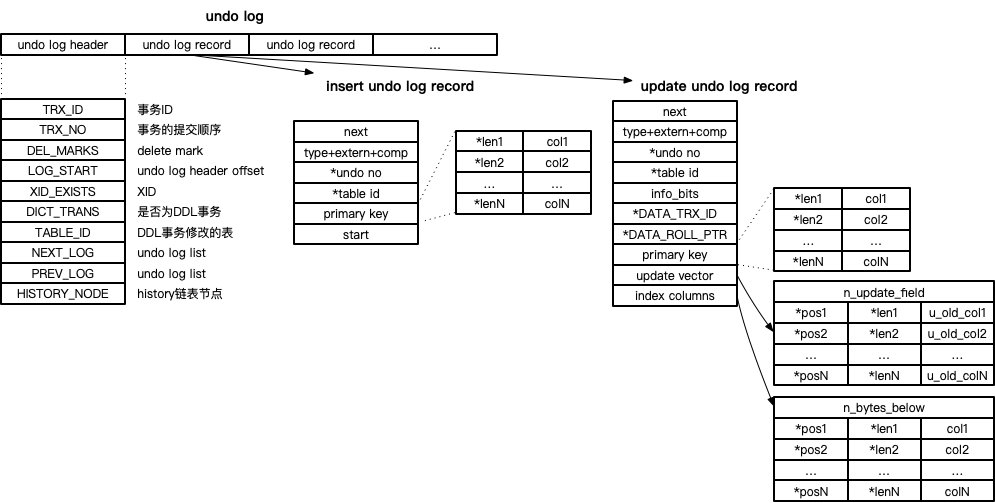 undo log
undo log header undo log record undo log record ...
TRX_ID 事务ID
TRX_NO 事务的提交顺序
DEL_MARKS delete mark
LOG_START undo log header offset
XID_EXISTS XID
DICT_TRANS 是否为DDL事务
TABLE_ID DDL事务修改的表
NEXT_LOG undo log list
PREV_LOG undo log list
HISTORY_NODE history链表节点
insert undo log record
next
type+extern+comp
*undo no
*table id
primary key
start
*len1 col1
*len2 col2
... ...
*lenN colN
update undo log record
next
type+extern+comp
*undo no
*table id
info_bits
*DATA_TRX_ID
*DATA_ROLL_PTR
primary key
update vector
index columns
*len1 col1
*len2 col2
... ...
*lenN colN
n_update_field
*pos1 *len1 u_old_col1
*pos2 *len2 u_old_col2
... ... ...
*posN *lenN u_old_colN
n_bytes_below
*pos1 *len1 col1
*pos2 *len2 col2
... ... ...
*posN *lenN colN